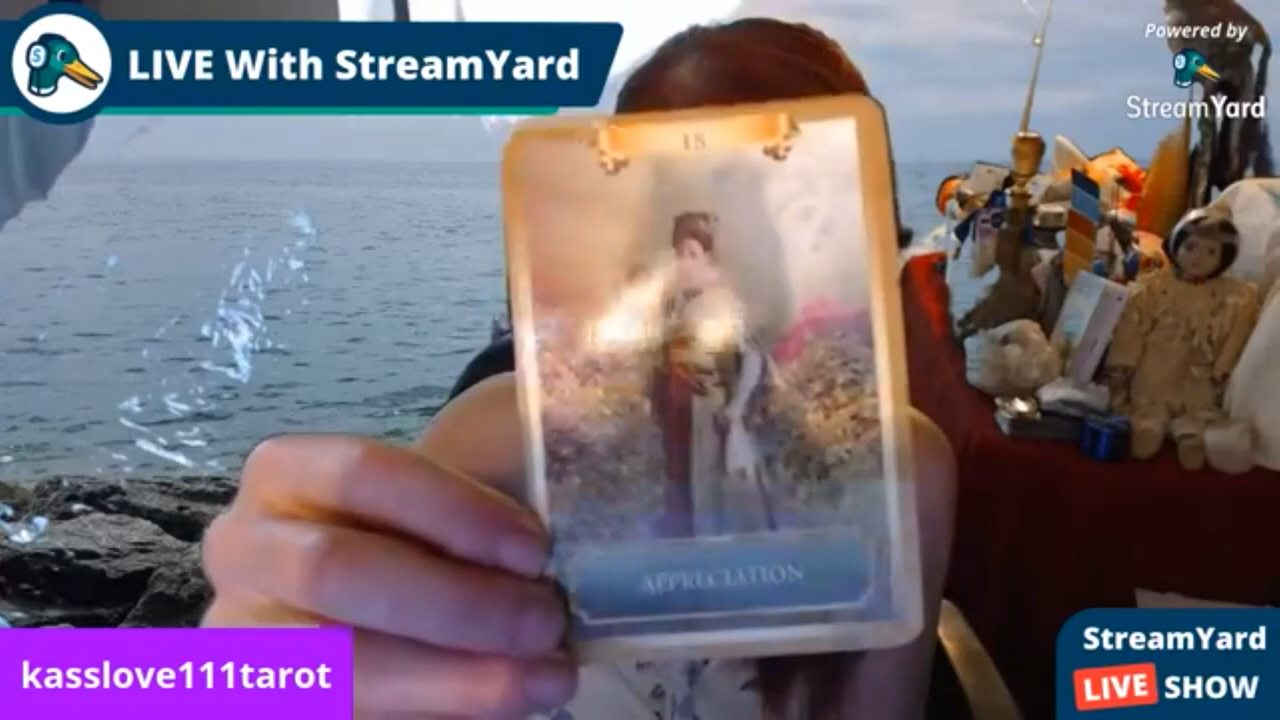 LIVE With StreamYard
Powered by
StreamYard
18
APPRECIATION
kasslove111tarot
StreamYard
LIVE SHOW